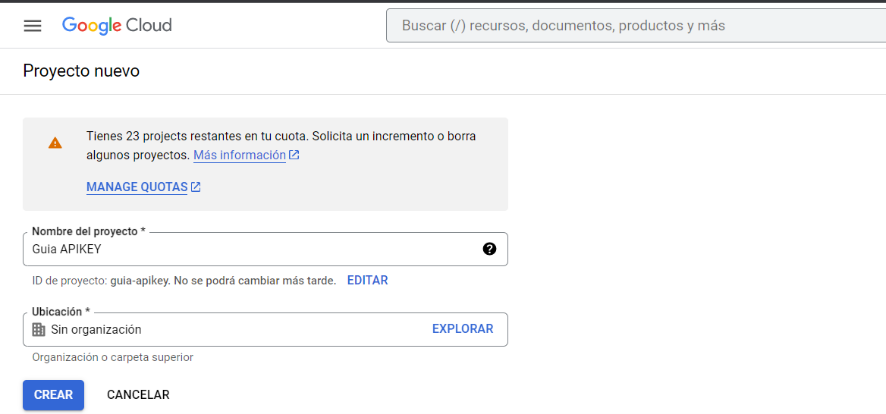 Google Cloud
Buscar (/) recursos, documentos, productos y más
Proyecto nuevo
Tienes 23 projects restantes en tu cuota. Solicita un incremento o borra
algunos proyectos. Más información
MANAGE QUOTAS
Nombre del proyecto *
Guia APIKEY
ID de proyecto: guia-apikey. No se podrá cambiar más tarde. EDITAR
Ubicación *
Sin organización EXPLORAR
Organización o carpeta superior
CREAR CANCELAR